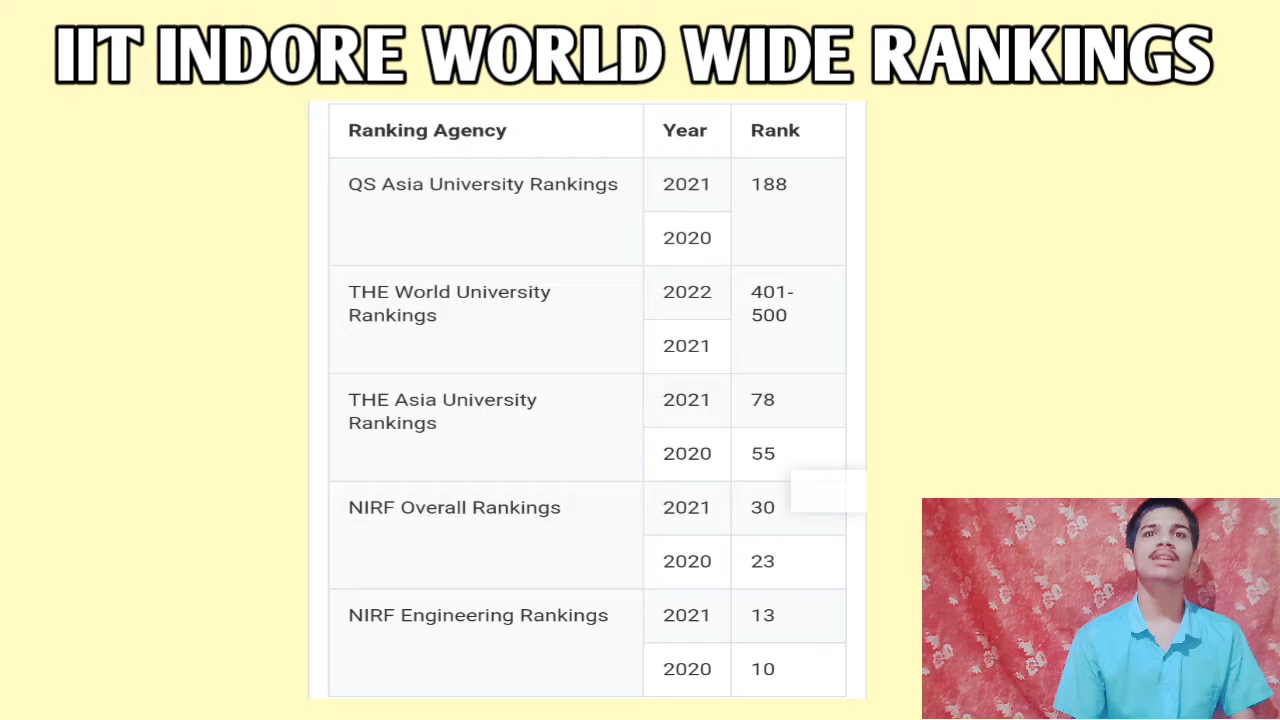 IIT INDORE WORLD WIDE RANKINGS
Ranking Agency Year Rank
QS Asia University Rankings 2021 188
2020
THE World University 2022 401-
Rankings 500
2021
THE Asia University 2021 78
Rankings
2020 55
NIRF Overall Rankings 2021 30
2020 23
NIRF Engineering Rankings 2021 13
2020 10